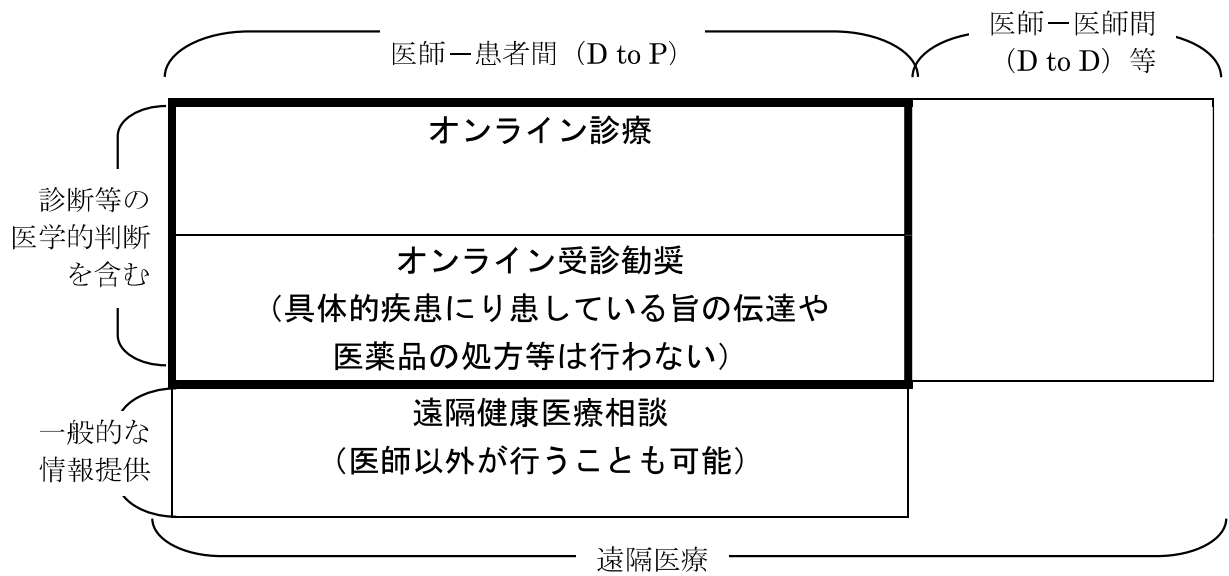 医師－患者間（D to P）
医師－医師間
（D to D）等
オンライン診療
診断等の
医学的判断
を含む
オンライン受診勧奨
（具体的疾患にり患している旨の伝達や
医薬品の処方等は行わない）
遠隔健康医療相談
（医師以外が行うことも可能）
一般的な
情報提供
遠隔医療